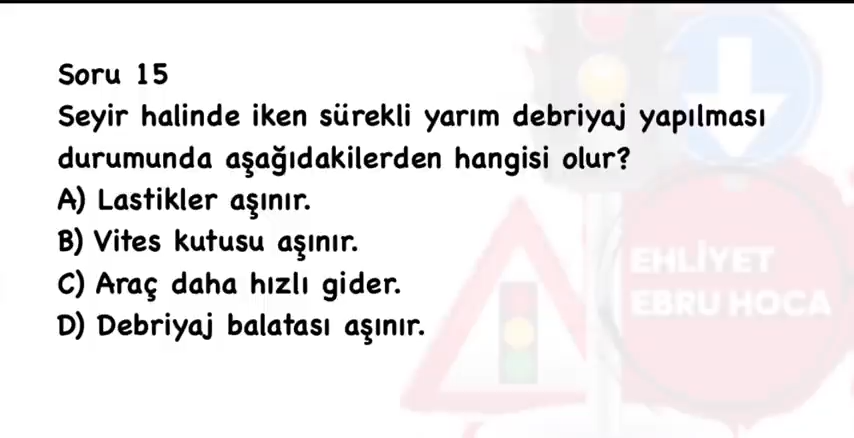 Soru 15
Seyir halinde iken sürekli yarım debriyaj yapılması
durumunda aşağıdakilerden hangisi olur?
A) Lastikler aşınır.
B) Vites kutusu aşınır.
C) Araç daha hızlı gider.
D) Debriyaj balatası aşınır.
EHLİYET
EBRU HOCA